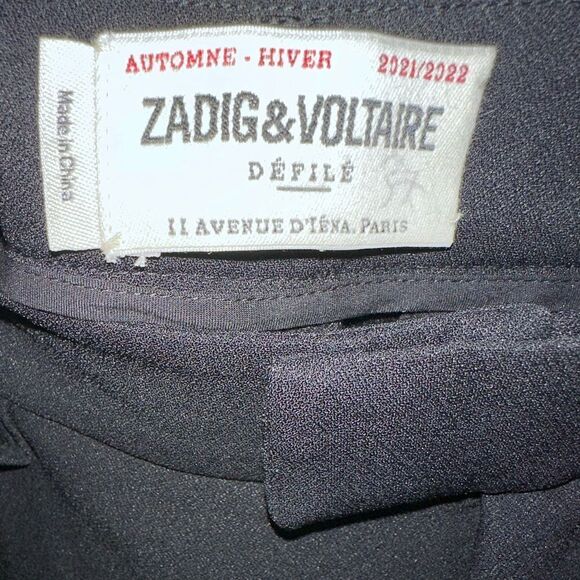 AUTOMNE - HIVER 2021/2022
ZADIG&VOLTAIRE
DÉFILÉ
11 AVENUE D'IÉNA, PARIS
Made in China